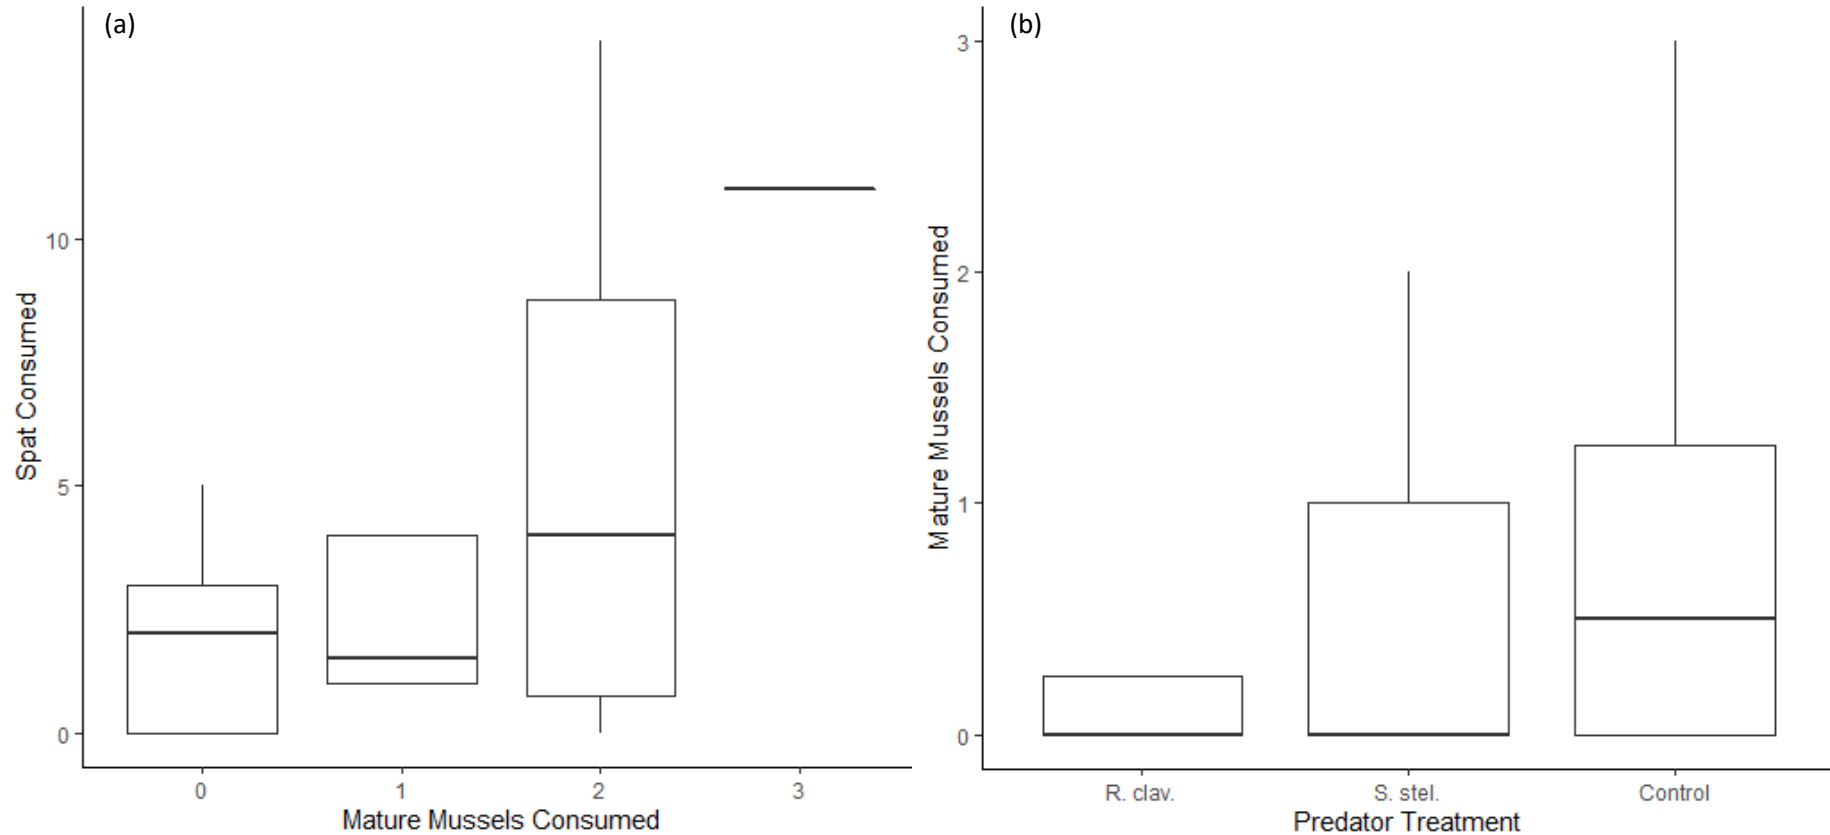 (a)
10
5
0
Spat Consumed
0 1 2 3
Mature Mussels Consumed
(b)
3
2
1
0
Mature Mussels Consumed
R. clav. S. stel. Control
Predator Treatment